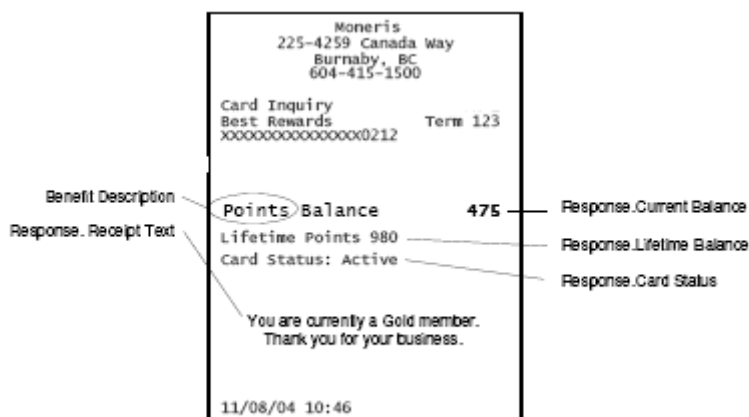 Moneris
225-4259 Canada Way
Burnaby, BC
604-415-1500
Card Inquiry
Best Rewards Term 123
XXXXXXXXXXXXXXXX0212
Benefit Description
Points Balance 475
Response.Current Balance
Response. Receipt Text
Lifetime Points 980
Response.Lifetime Balance
Card Status: Active
Response.Card Status
You are currently a Gold member.
Thank you for your business.
11/08/04 10:46